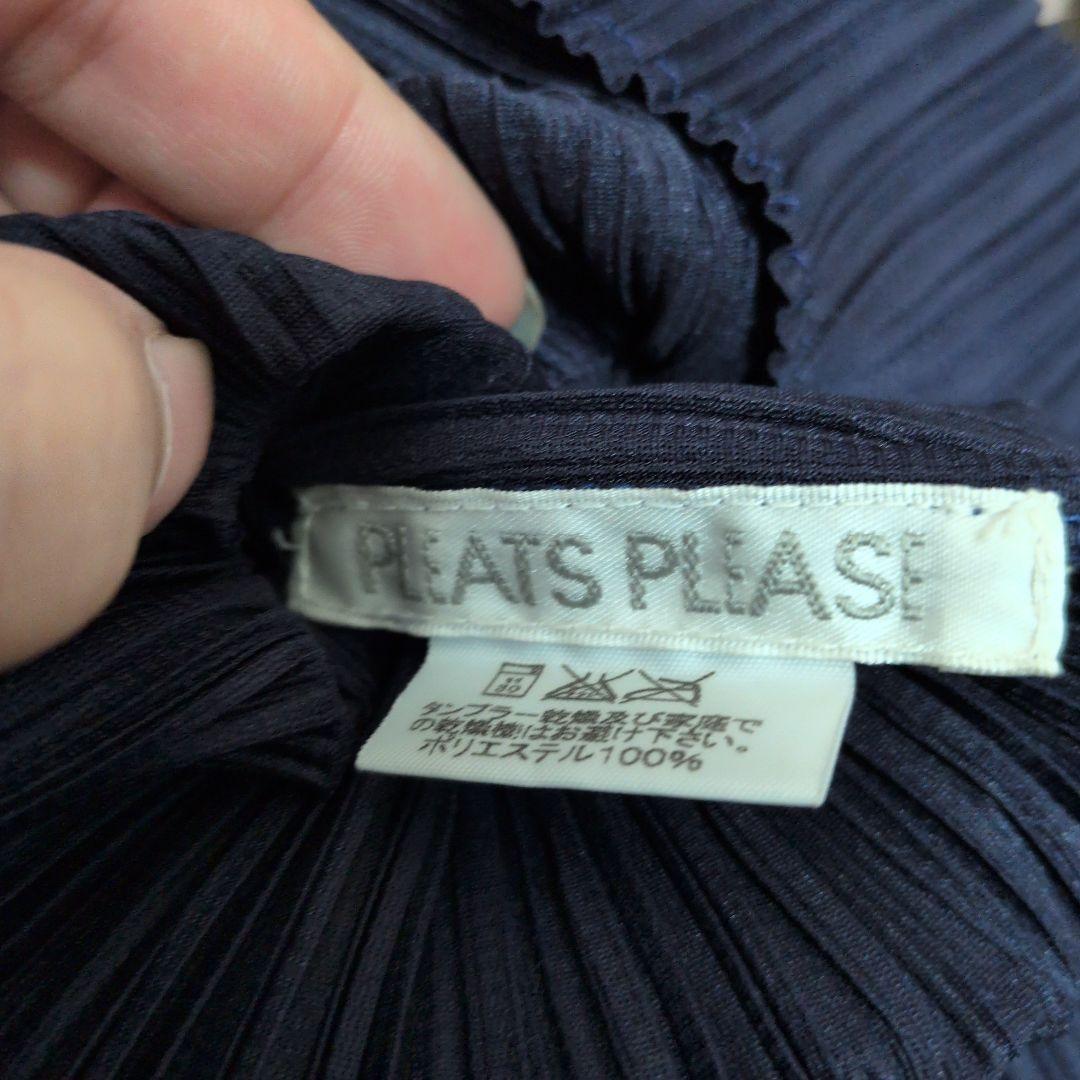 PLEATS PLEASE
タンブラー乾燥及び家庭で
の乾燥機はお避け下さい。
ポリエステル100%